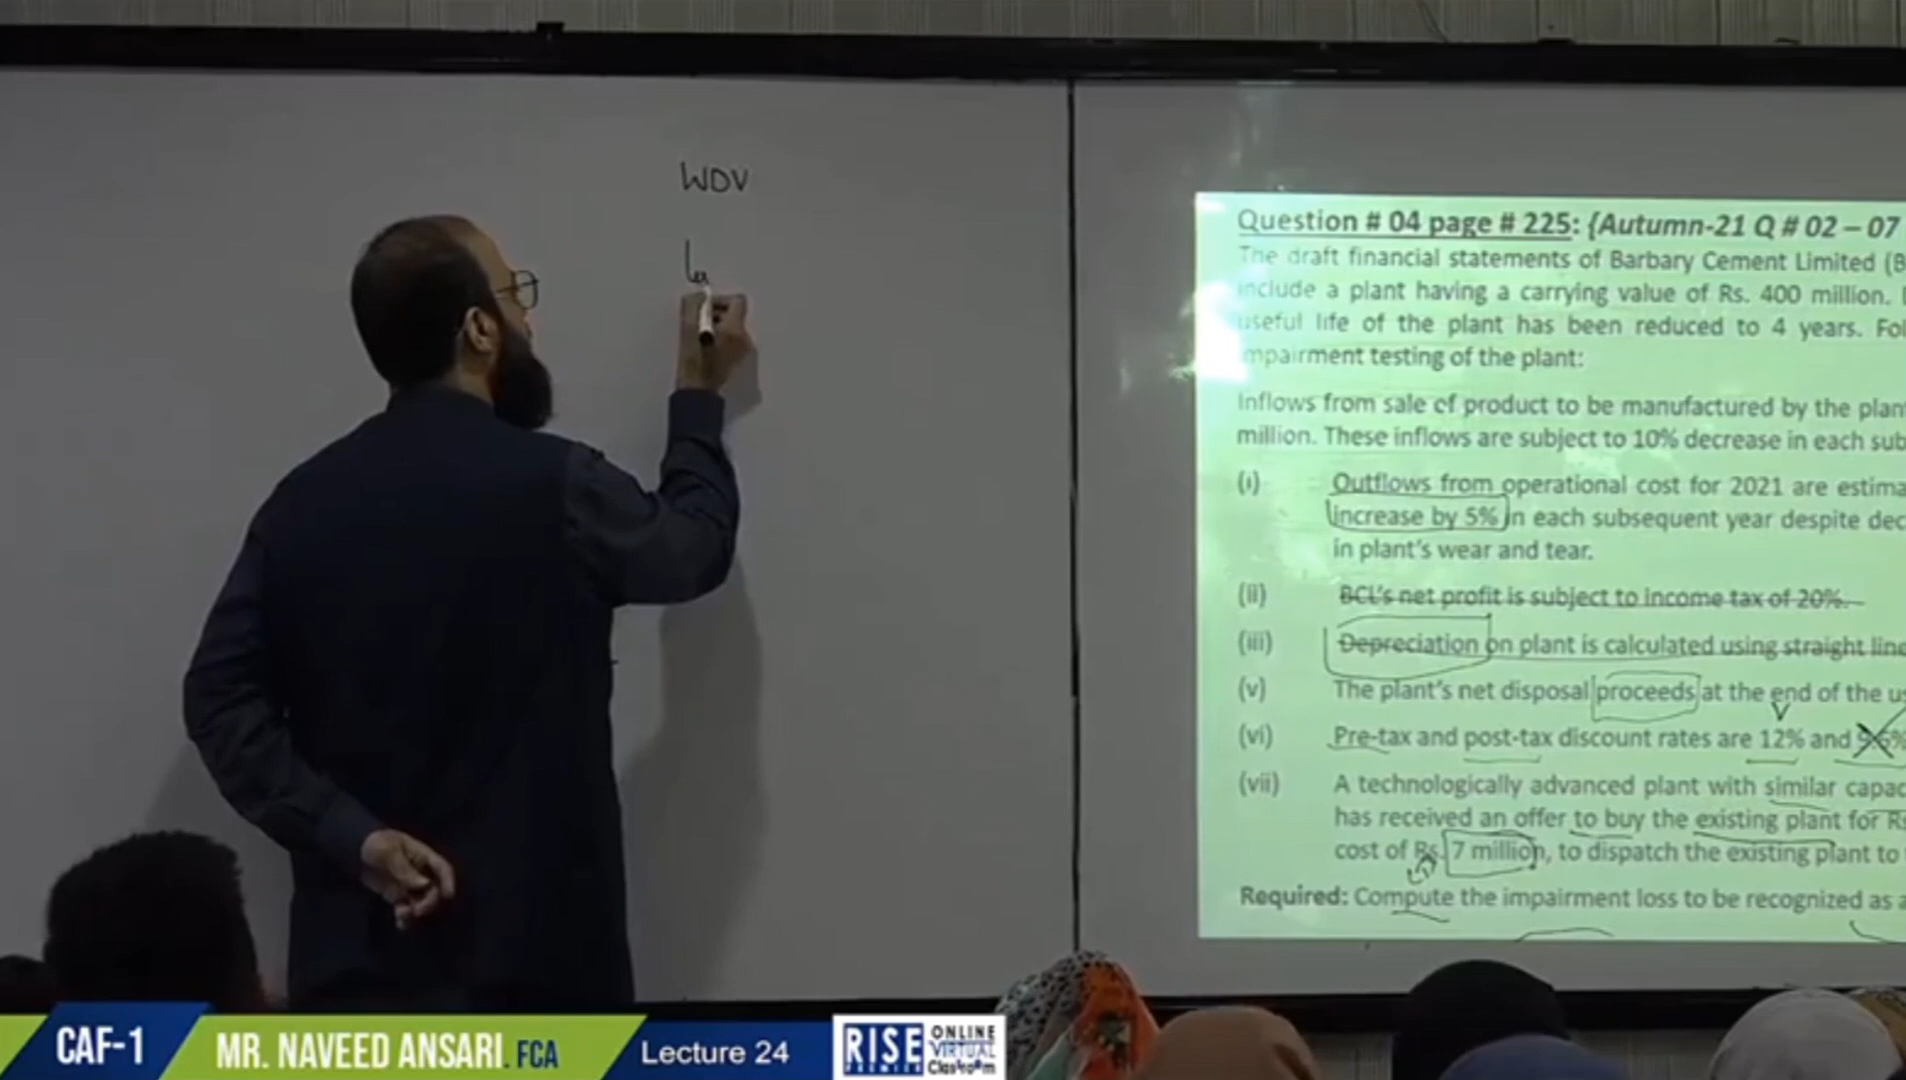 WDV
Question # 04 page # 225: {Autumn-21 Q # 02 – 07
The draft financial statements of Barbary Cement Limited (B
include a plant having a carrying value of Rs. 400 million.
useful life of the plant has been reduced to 4 years. Fol
impairment testing of the plant:
Inflows from sale of product to be manufactured by the plan
million. These inflows are subject to 10% decrease in each sub
(i) Outflows from operational cost for 2021 are estima
increase by 5% in each subsequent year despite dec
in plant's wear and tear.
(ii) BCL's net profit is subject to income tax of 20%.
(iii) Depreciation on plant is calculated using straight line
(v) The plant's net disposal proceeds at the end of the us
(vi) Pre-tax and post-tax discount rates are 12% and
(vii) A technologically advanced plant with similar capac
has received an offer to buy the existing plant for Rs
cost of Rs. 7 million, to dispatch the existing plant to
Required: Compute the impairment loss to be recognized as a
CAF-1 MR. NAVEED ANSARI. FCA Lecture 24 RISE PREMIER ONLINE VIRTUAL Classroom